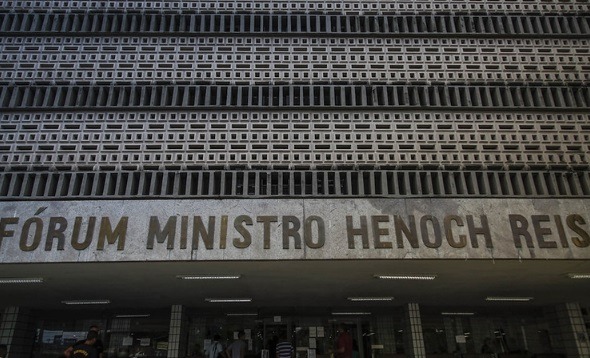 FÓRUM MINISTRO HENOCH REIS